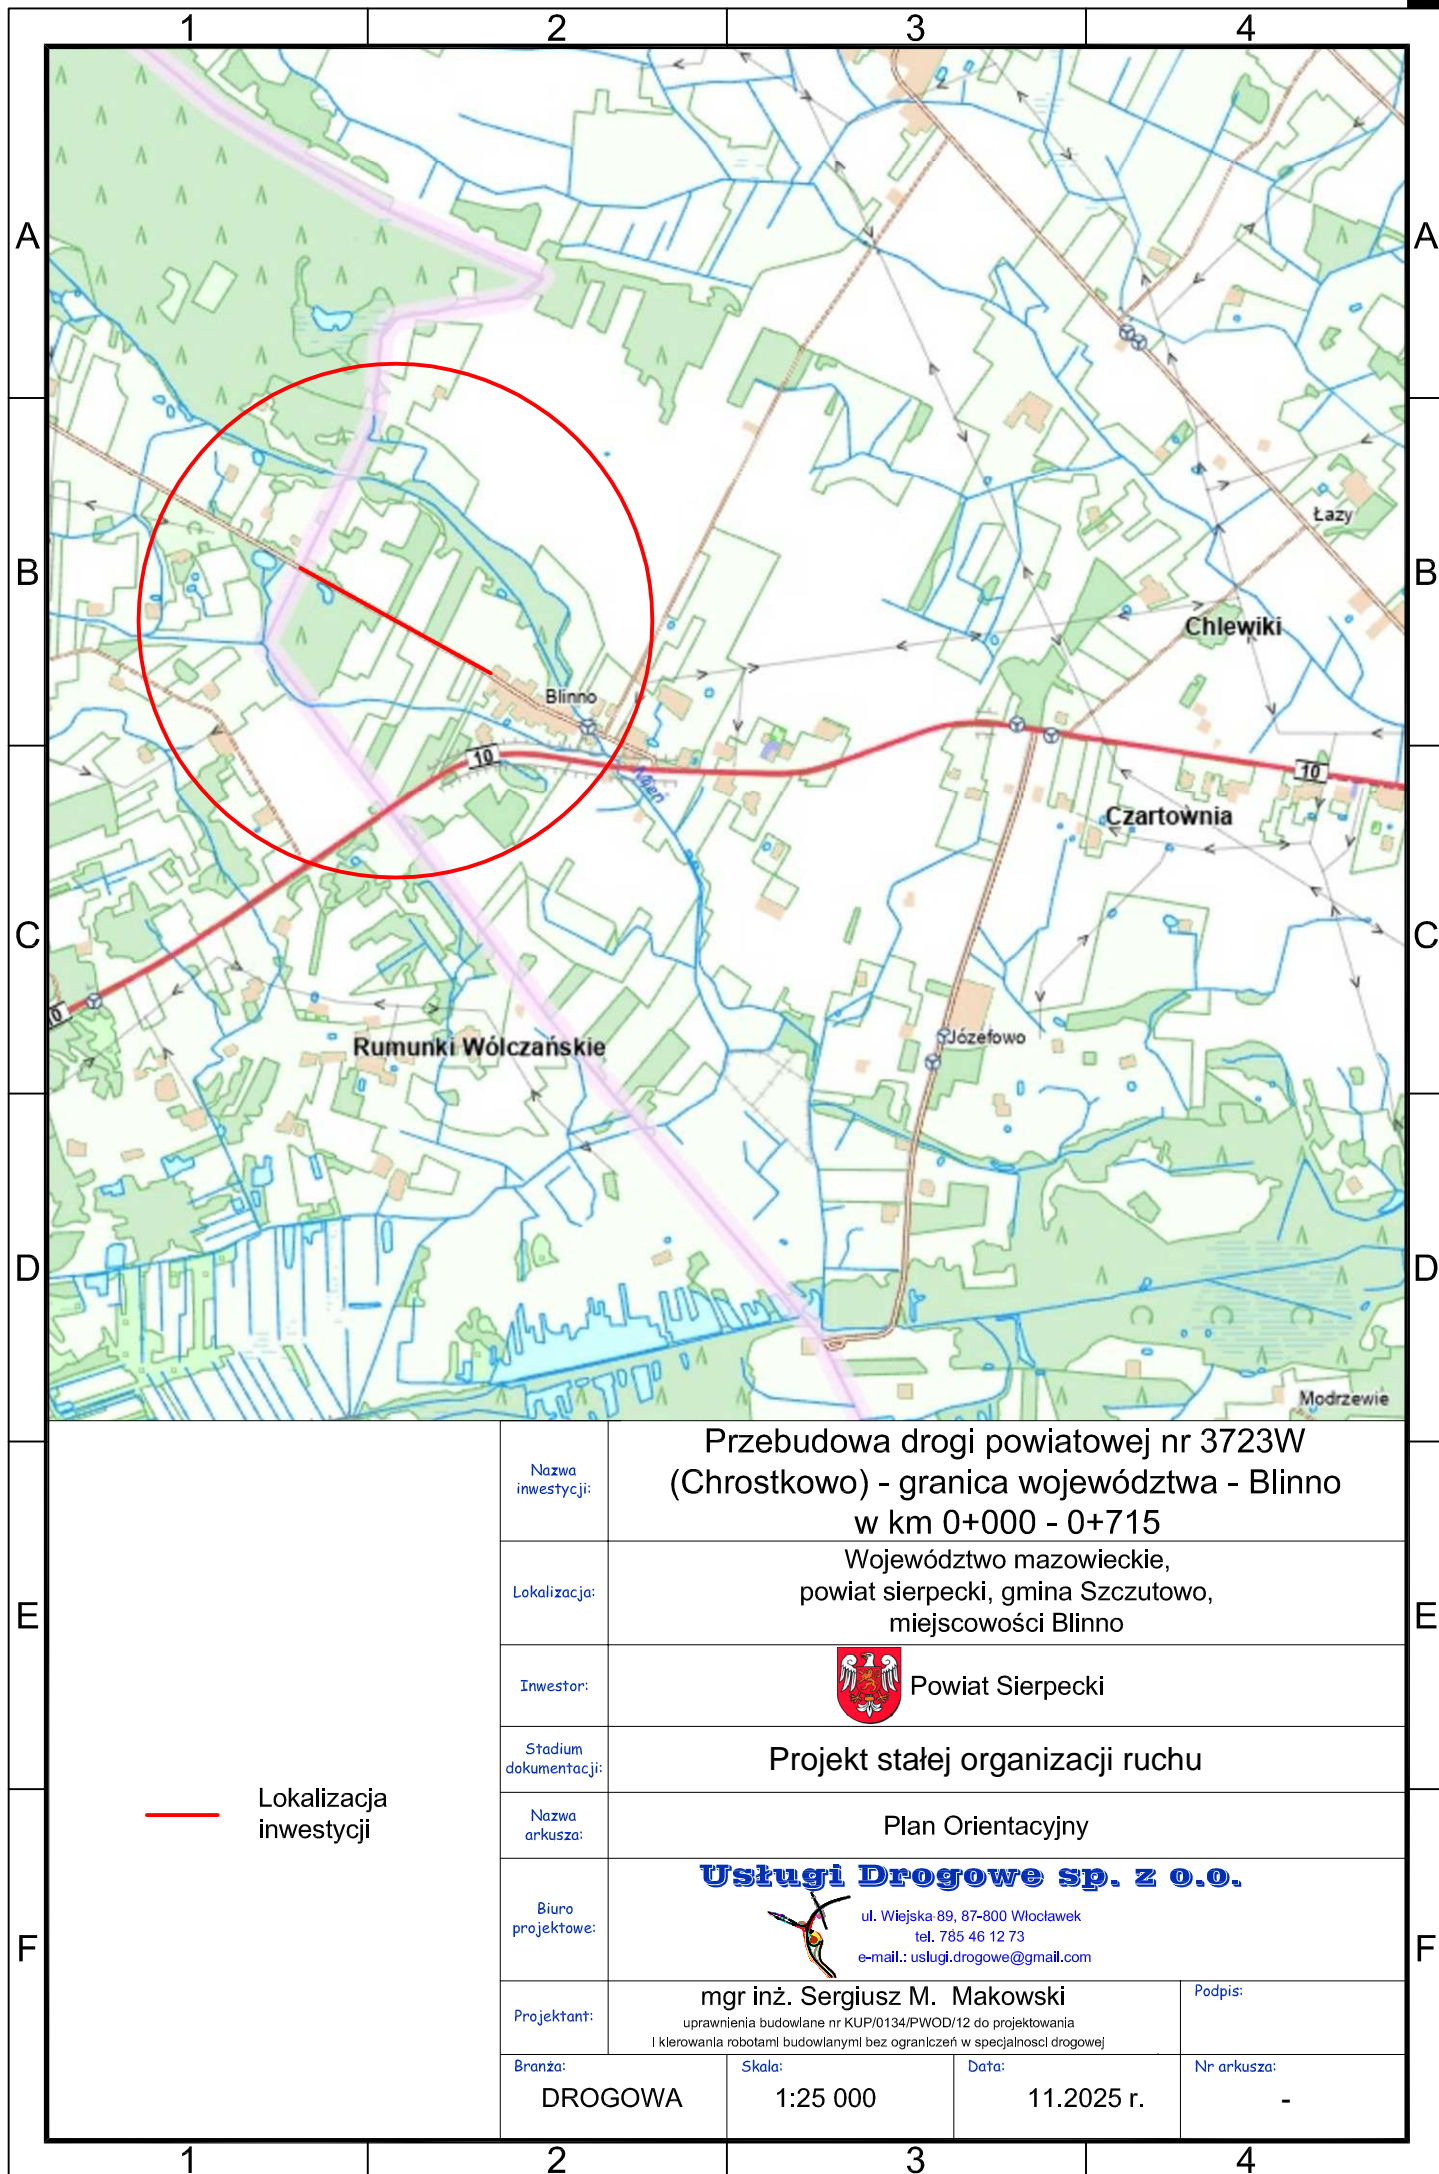 1 2 3 4
A A
Łazy
B B
Chlewiki
Blinno
10
10
Mień
Czartownia
C C
10
Józefowo
Rumunki Wólczańskie
D D
Modrzewie
Nazwa
inwestycji:
Przebudowa drogi powiatowej nr 3723W
(Chrostkowo) - granica województwa - Blinno
w km 0+000 - 0+715
Lokalizacja:
Województwo mazowieckie,
powiat sierpecki, gmina Szczutowo,
miejscowości Blinno
E E
Inwestor:
Powiat Sierpecki
Stadium
dokumentacji:
Projekt stałej organizacji ruchu
Lokalizacja
inwestycji
Nazwa
arkusza:
Plan Orientacyjny
Biuro
projektowe:
Usługi Drogowe sp. z o.o.
ul. Wiejska 89, 87-800 Włocławek
tel. 785 46 12 73
e-mail.: uslugi.drogowe@gmail.com
F F
Projektant:
mgr inż. Sergiusz M. Makowski
uprawnienia budowlane nr KUP/0134/PWOD/12 do projektowania
i kierowania robotami budowlanymi bez ograniczeń w specjalnosci drogowej
Podpis:
Branża:
DROGOWA
Skala:
1:25 000
Data:
11.2025 r.
Nr arkusza:
-
1 2 3 4